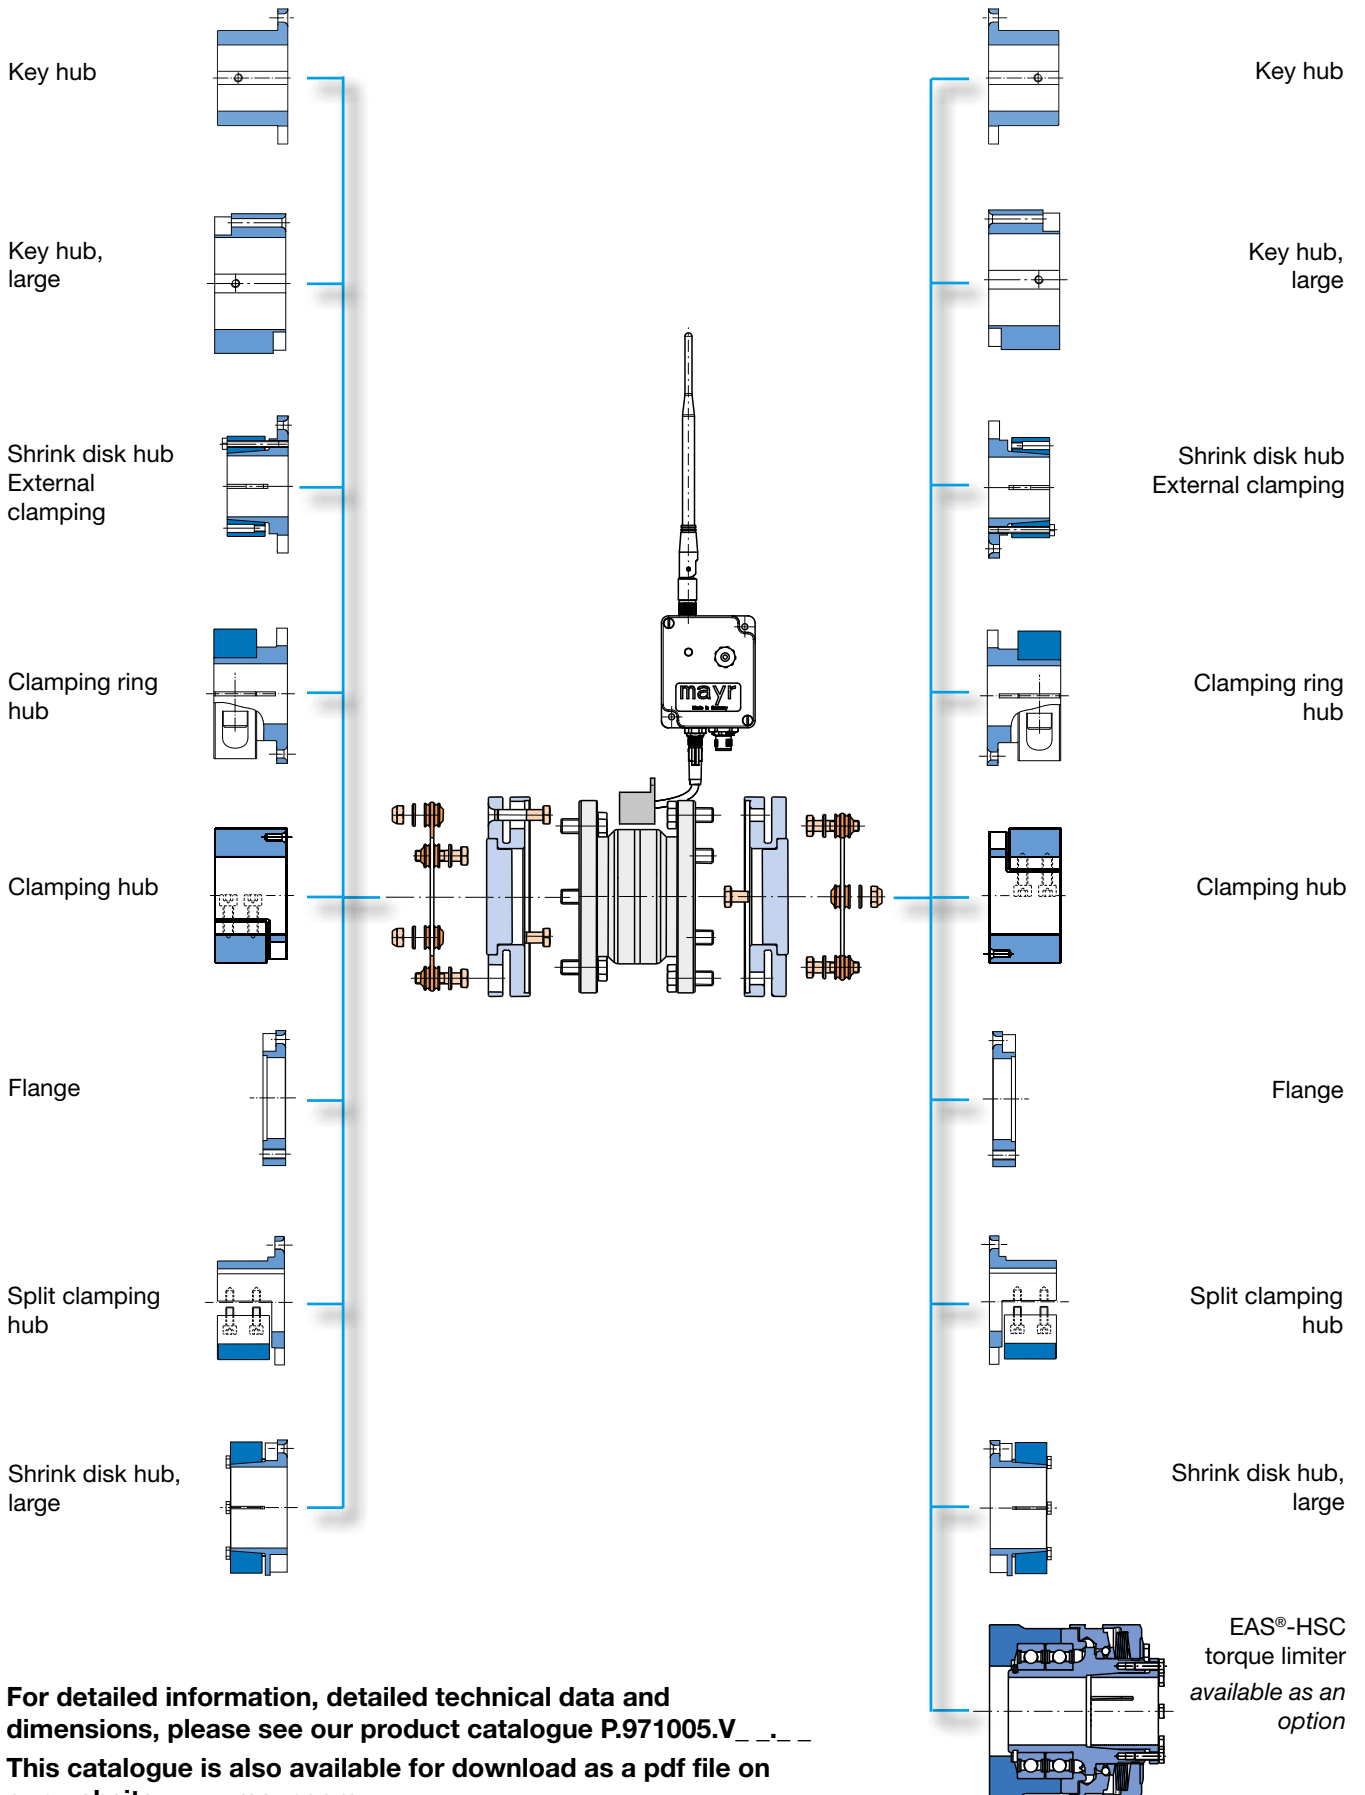 Key hub
Key hub,
large
Shrink disk hub
External
clamping
Clamping ring
hub
Clamping hub
Flange
Split clamping
hub
Shrink disk hub,
large
mayr
Key hub
Key hub,
large
Shrink disk hub
External clamping
Clamping ring
hub
Clamping hub
Flange
Split clamping
hub
Shrink disk hub,
large
EAS®-HSC
torque limiter
available as an
option
For detailed information, detailed technical data and
dimensions, please see our product catalogue P.971005.V_ _._ _
This catalogue is also available for download as a pdf file on